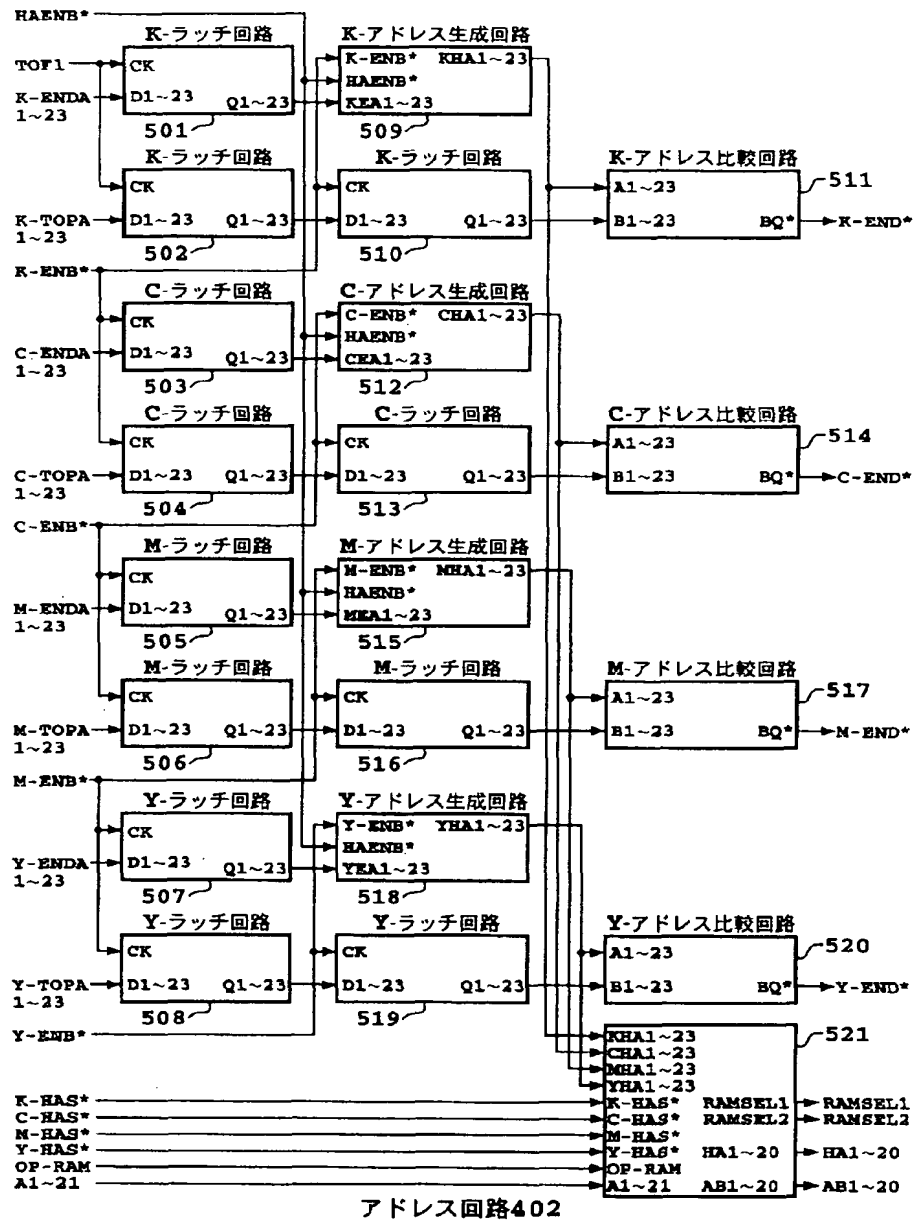 HAENB*
K-ラッチ回路
K-アドレス生成回路
TOF1
CK
K-ENB* KHA1~23
HAENB*
K-ENDA
1~23
D1~23 Q1~23
KEA1~23
501
509
K-ラッチ回路
K-ラッチ回路
K-アドレス比較回路
CK
CK
A1~23
511
K-TOPA
1~23
D1~23 Q1~23
D1~23 Q1~23
B1~23 BQ*
K-END*
502
510
K-ENB*
C-ラッチ回路
C-アドレス生成回路
CK
C-ENB* CHA1~23
HAENB*
C-ENDA
1~23
D1~23 Q1~23
CEA1~23
503
512
C-ラッチ回路
C-ラッチ回路
C-アドレス比較回路
CK
CK
A1~23
514
C-TOPA
1~23
D1~23 Q1~23
D1~23 Q1~23
B1~23 BQ*
C-END*
504
513
C-ENB*
M-ラッチ回路
M-アドレス生成回路
CK
M-ENB* MHA1~23
HAENB*
M-ENDA
1~23
D1~23 Q1~23
MEA1~23
505
515
M-ラッチ回路
M-ラッチ回路
M-アドレス比較回路
CK
CK
A1~23
517
M-TOPA
1~23
D1~23 Q1~23
D1~23 Q1~23
B1~23 BQ*
M-END*
506
516
M-ENB*
Y-ラッチ回路
Y-アドレス生成回路
CK
Y-ENB* YHA1~23
HAENB*
Y-ENDA
1~23
D1~23 Q1~23
YEA1~23
507
518
Y-ラッチ回路
Y-ラッチ回路
Y-アドレス比較回路
CK
CK
A1~23
520
Y-TOPA
1~23
D1~23 Q1~23
D1~23 Q1~23
B1~23 BQ*
Y-END*
508
519
Y-ENB*
521
KHA1~23
CHA1~23
MHA1~23
YHA1~23
K-HAS*
K-HAS* RAMSEL1
RAMSEL1
C-HAS*
C-HAS* RAMSEL2
RAMSEL2
M-HAS*
M-HAS*
Y-HAS*
Y-HAS* HA1~20
HA1~20
OP-RAM
OP-RAM
A1~21
A1~21 AB1~20
AB1~20
アドレス回路402